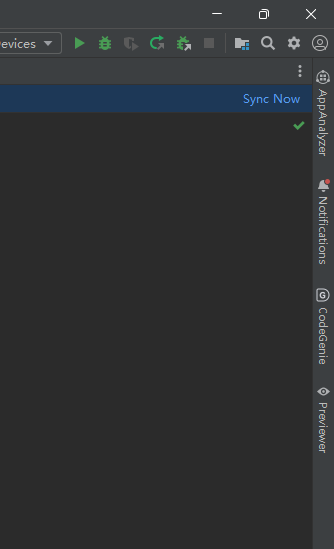 evices
Sync Now
AppAnalyzer
Notifications
CodeGenie
Previewer